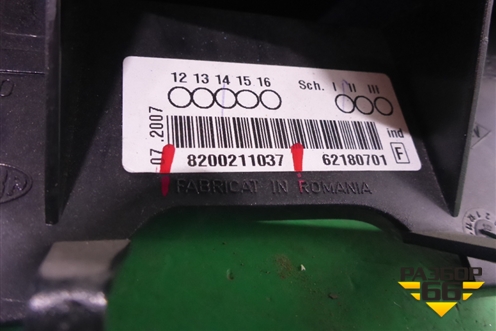 12 13 14 15 16 Sch. I II III
07.2007
ind
8200211037 62180701 F
FABRICAT IN ROMANIA
РАЗБОР
66